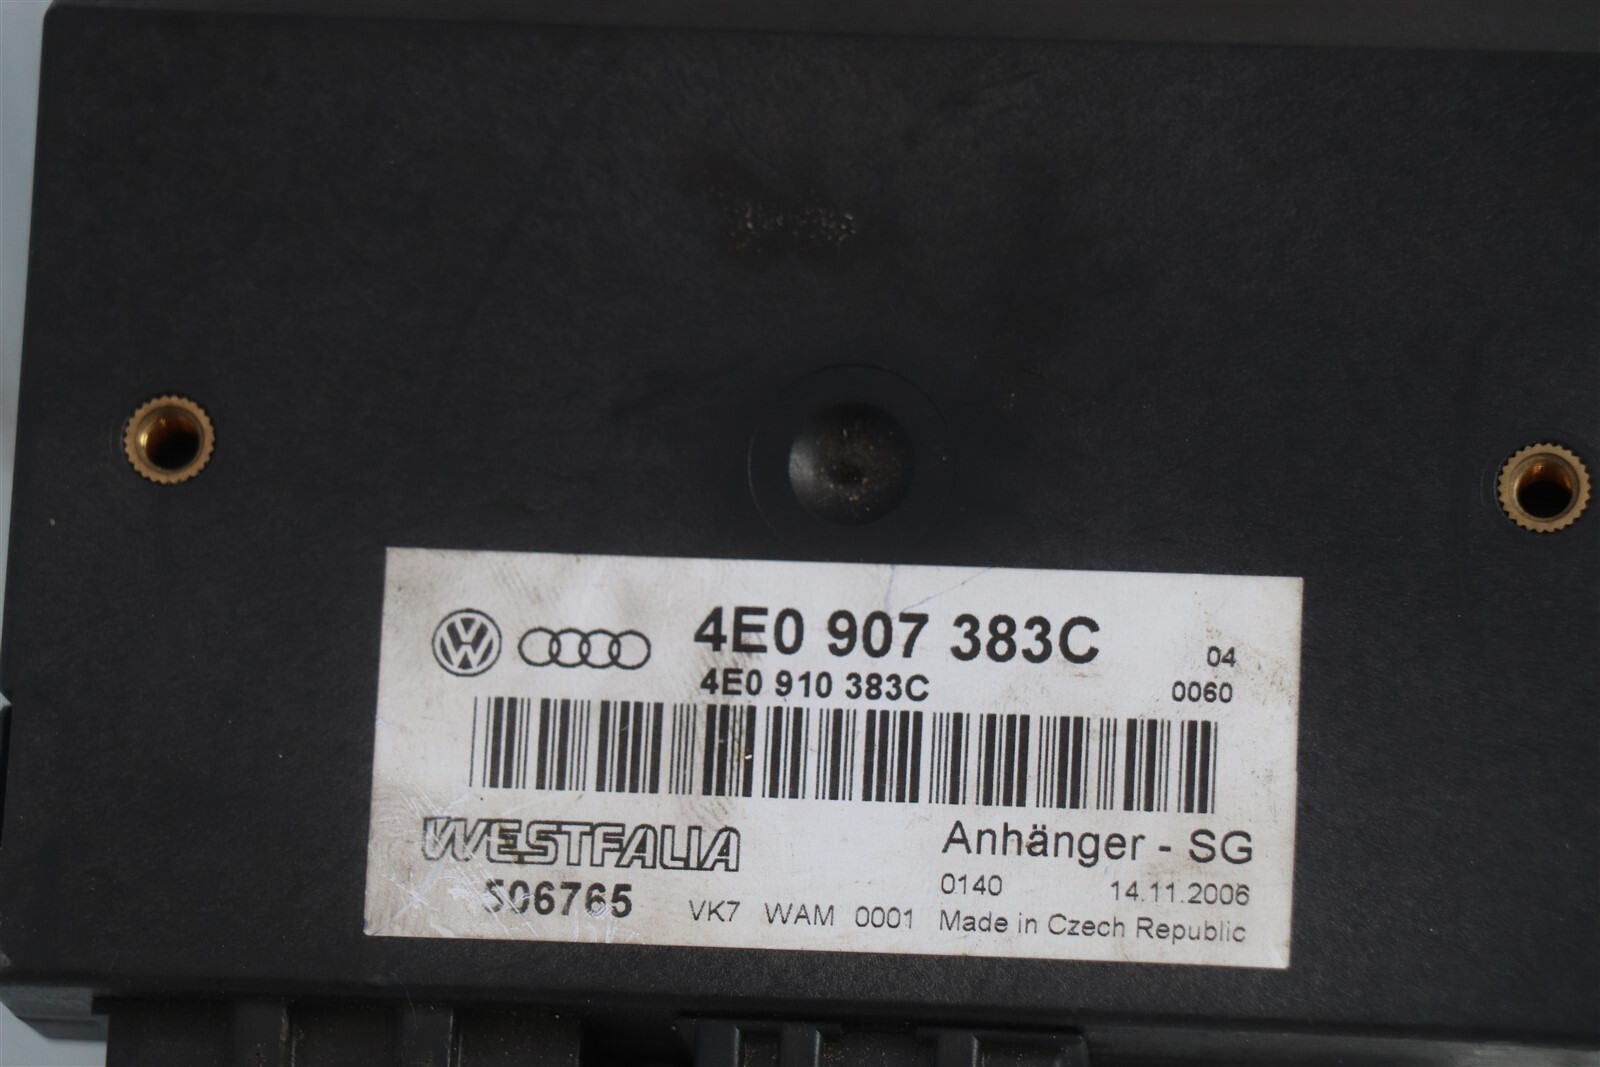 4E0 907 383C 04
4E0 910 383C 0060
WESTFALIA Anhänger - SG
506765 0140 14.11.2006
VK7 WAM 0001 Made in Czech Republic